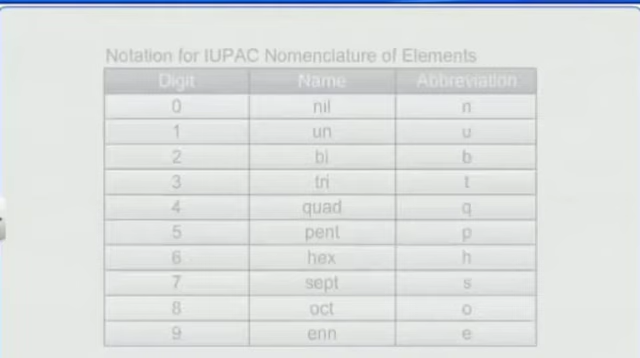 Notation for IUPAC Nomenclature of Elements
Digit Name Abbreviation
0 nil n
1 un u
2 bi b
3 tri t
4 quad q
5 pent p
6 hex h
7 sept s
8 oct o
9 enn e